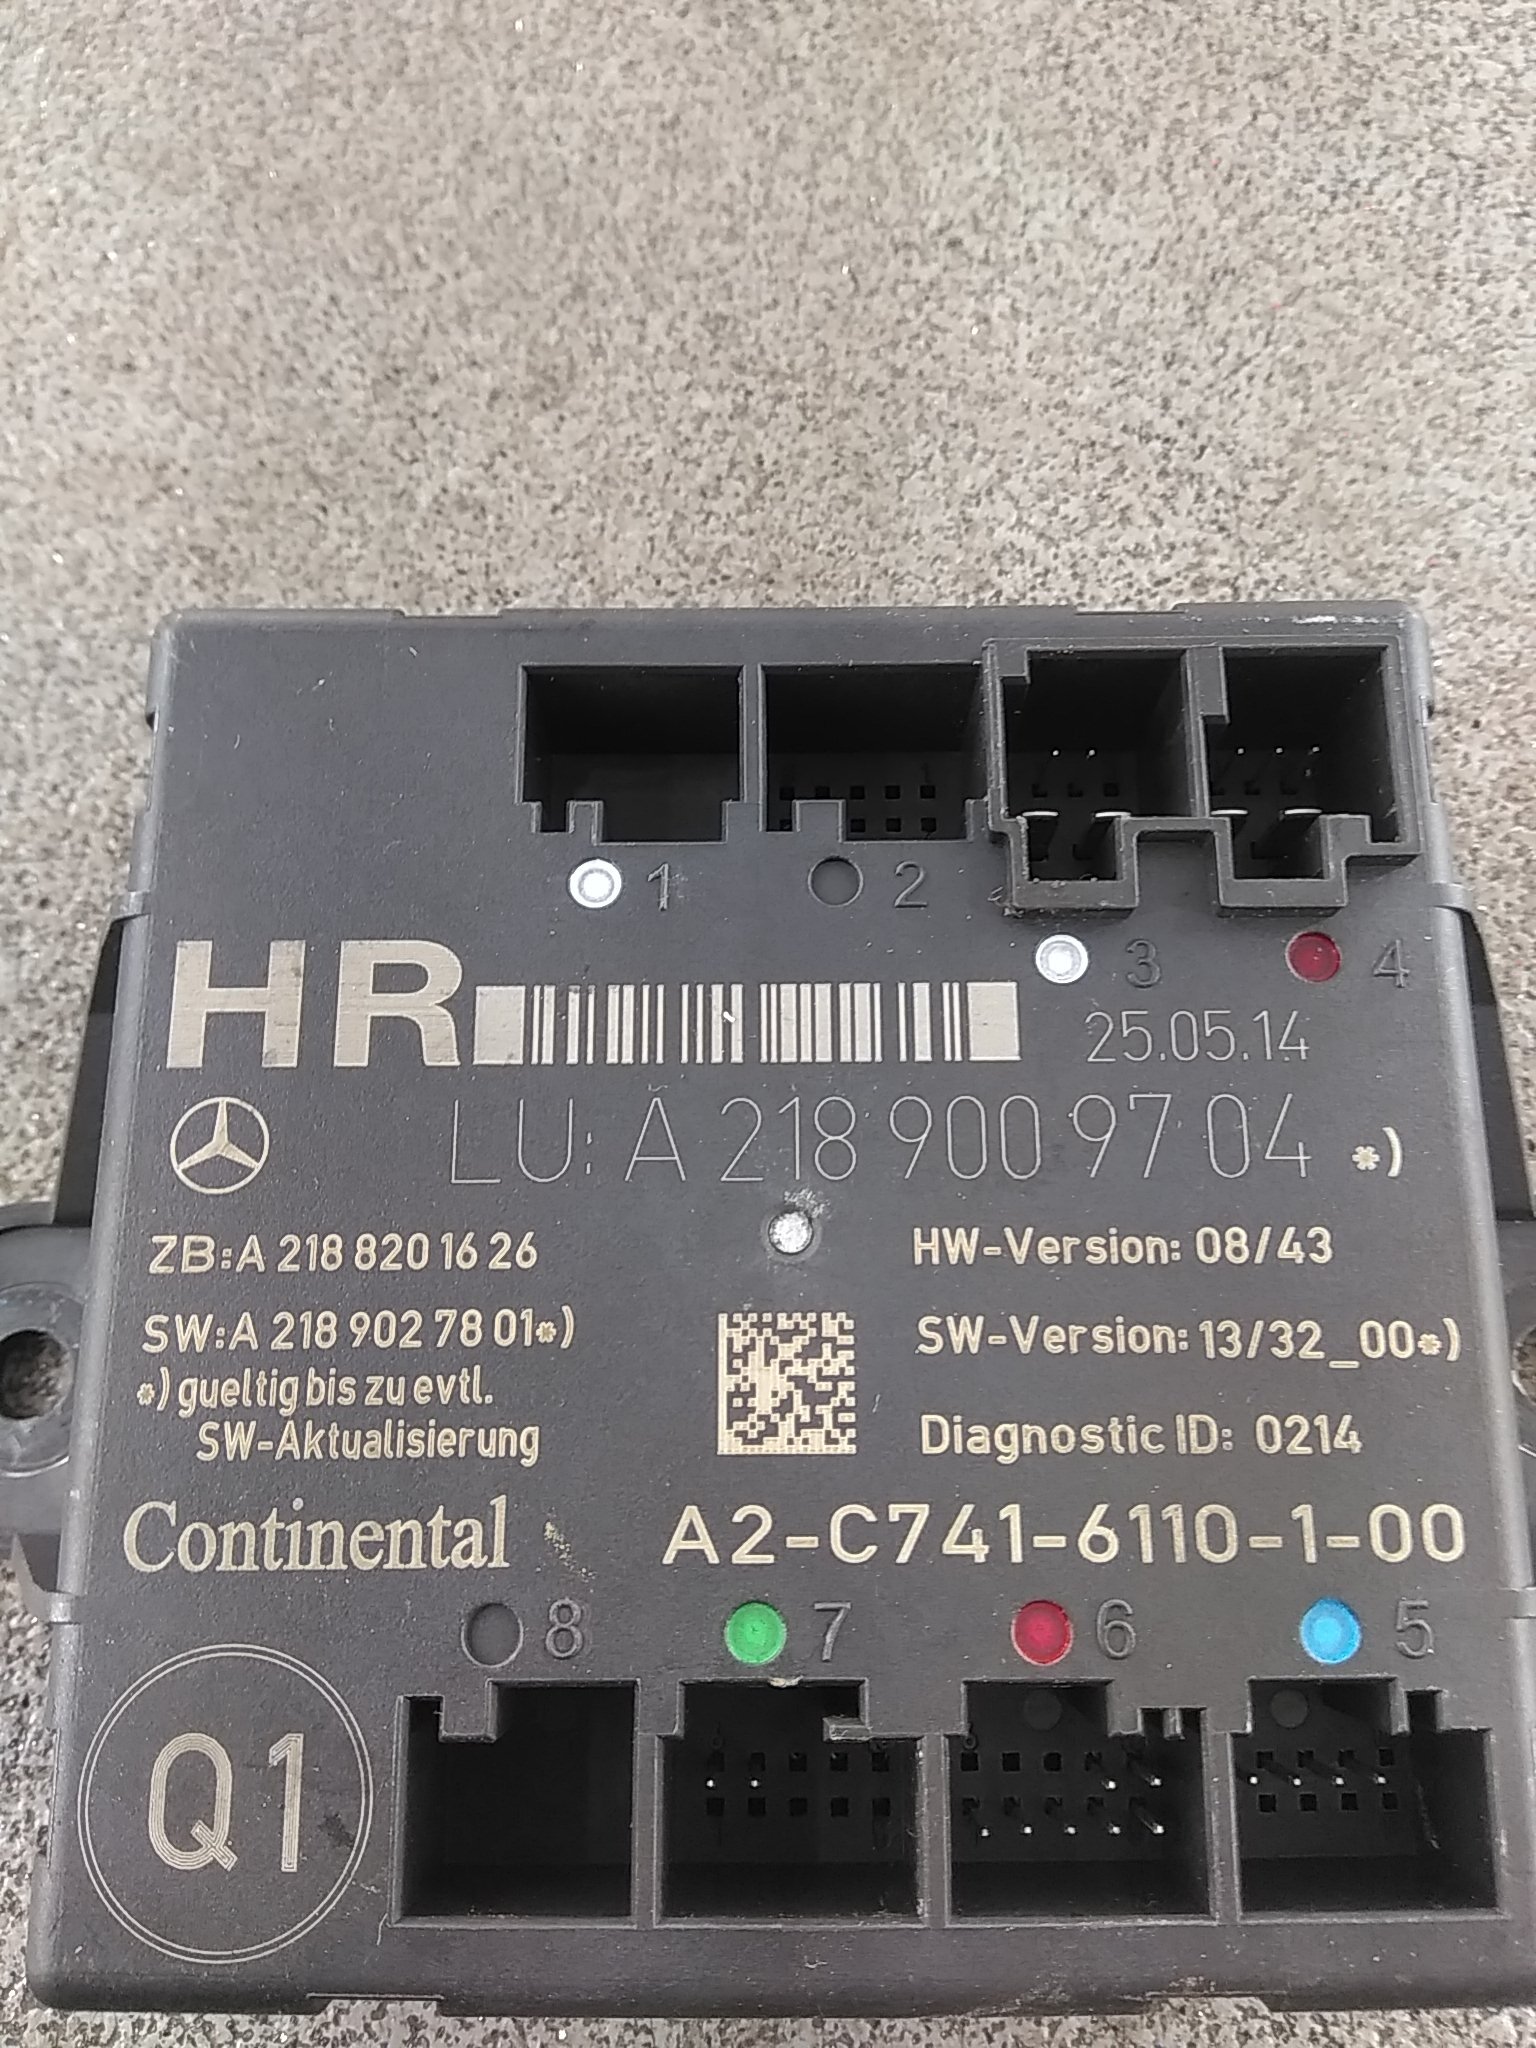 1 2
3 4
HR 25.05.14
LU: A 218 900 97 04 *)
ZB: A 218 820 16 26 HW-Version: 08/43
SW: A 218 902 78 01*) SW-Version: 13/32_00*)
*) gueltig bis zu evtl.
SW-Aktualisierung Diagnostic ID: 0214
Continental A2-C741-6110-1-00
8 7 6 5
Q1